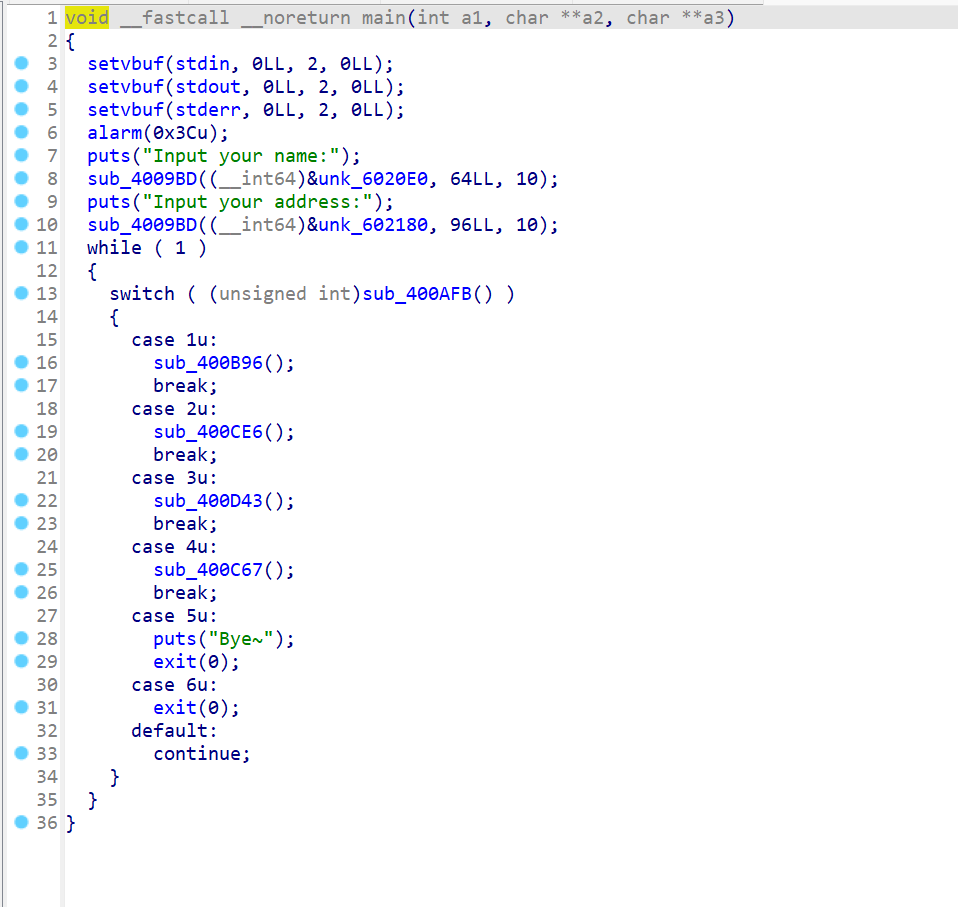 1 void __fastcall __noreturn main(int a1, char **a2, char **a3)
2 {
3   setvbuf(stdin, 0LL, 2, 0LL);
4   setvbuf(stdout, 0LL, 2, 0LL);
5   setvbuf(stderr, 0LL, 2, 0LL);
6   alarm(0x3Cu);
7   puts("Input your name:");
8   sub_4009BD((__int64)&unk_6020E0, 64LL, 10);
9   puts("Input your address:");
10   sub_4009BD((__int64)&unk_602180, 96LL, 10);
11   while ( 1 )
12   {
13     switch ( (unsigned int)sub_400AFB() )
14     {
15       case 1u:
16         sub_400B96();
17         break;
18       case 2u:
19         sub_400CE6();
20         break;
21       case 3u:
22         sub_400D43();
23         break;
24       case 4u:
25         sub_400C67();
26         break;
27       case 5u:
28         puts("Bye~");
29         exit(0);
30       case 6u:
31         exit(0);
32       default:
33         continue;
34     }
35   }
36 }